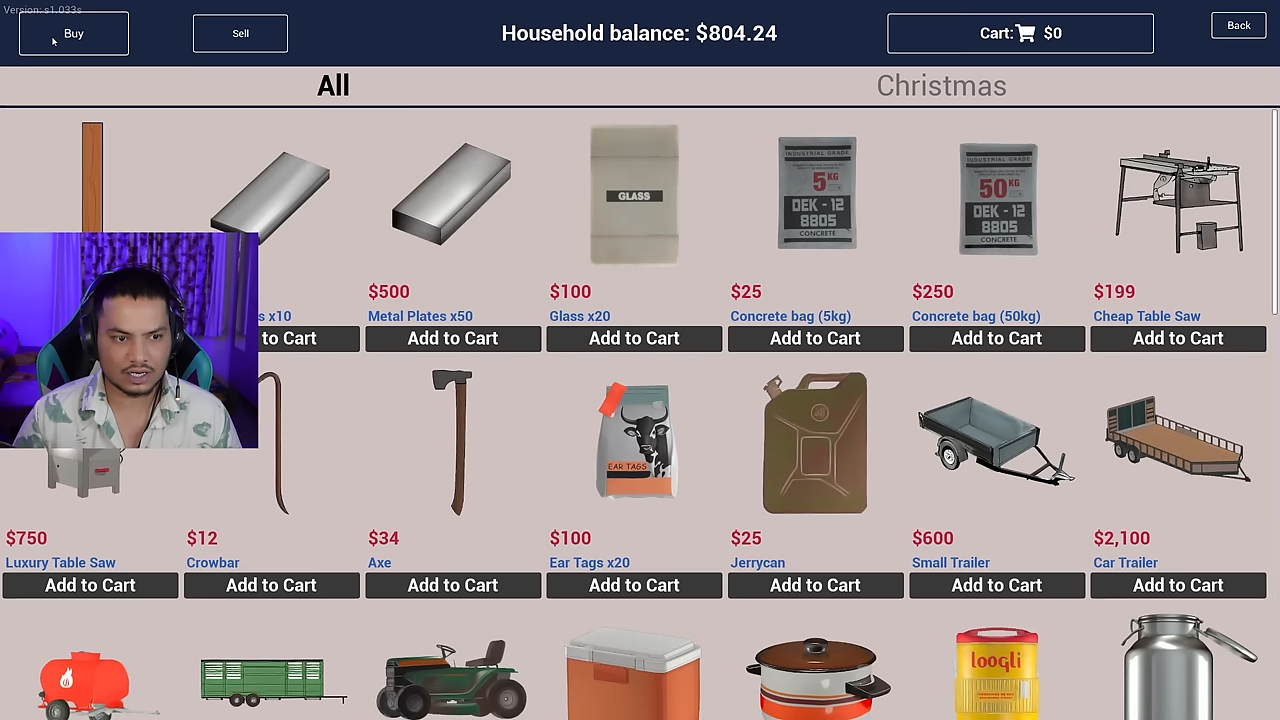 Version: s1.033s
Buy
Sell
Household balance: $804.24
Cart: $0
Back
All
Christmas
GLASS
INDUSTRIAL GRADE
5KG
DEK - 12
8805
CONCRETE
INDUSTRIAL GRADE
50KG
DEK - 12
8805
CONCRETE
$500
$100
$25
$250
$199
s x10
Metal Plates x50
Glass x20
Concrete bag (5kg)
Concrete bag (50kg)
Cheap Table Saw
to Cart
Add to Cart
Add to Cart
Add to Cart
Add to Cart
Add to Cart
EAR TAGS
$750
$12
$34
$100
$25
$600
$2,100
Luxury Table Saw
Crowbar
Axe
Ear Tags x20
Jerrycan
Small Trailer
Car Trailer
Add to Cart
Add to Cart
Add to Cart
Add to Cart
Add to Cart
Add to Cart
Add to Cart
looqli